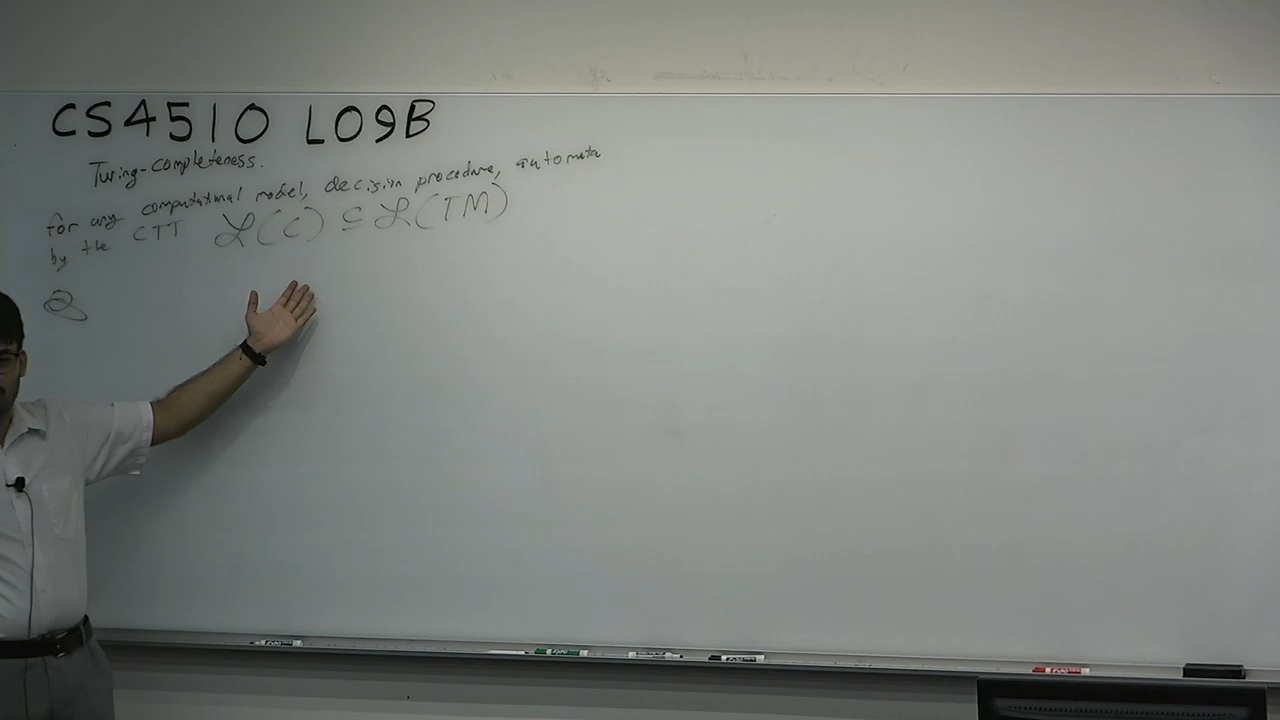 CS4510 L09B
Turing-completeness.
for any computational model, decision procedure, automata
by the CTT ℒ(C) ⊆ ℒ(TM)